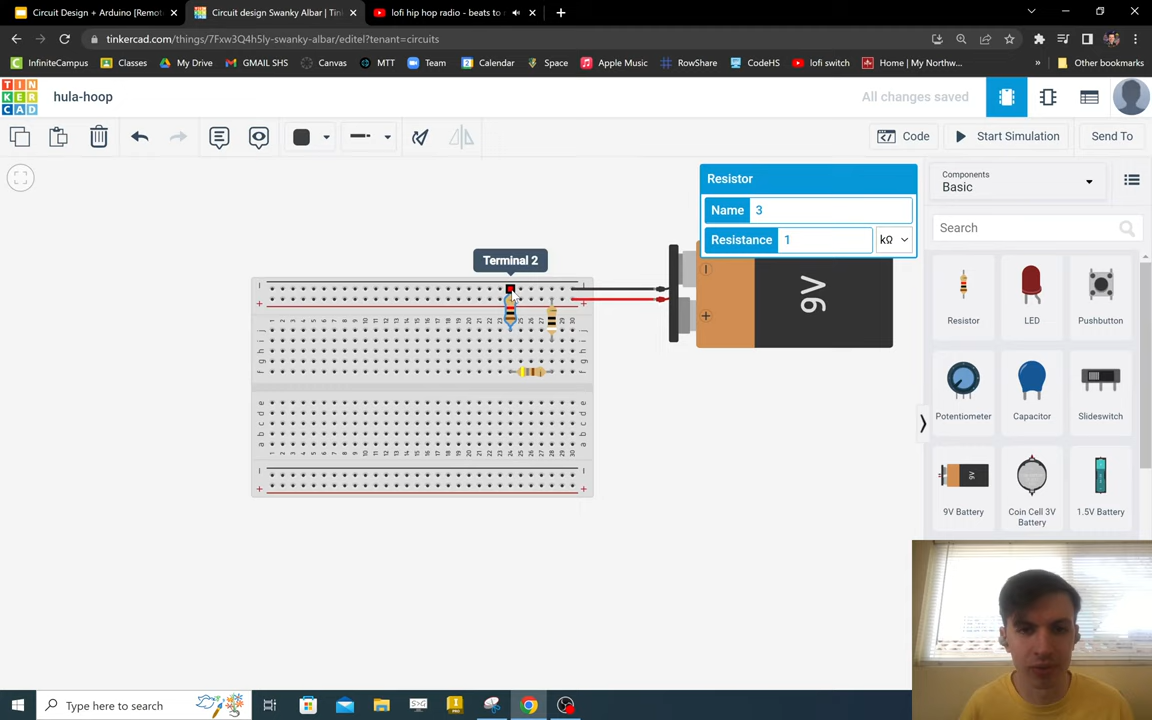 Circuit Design + Arduino [Remot
Circuit design Swanky Albar | Tin
lofi hip hop radio - beats to r
tinkercad.com/things/7Fxw3Q4h5ly-swanky-albar/editel?tenant=circuits
InfiniteCampus
Classes
My Drive
GMAIL SHS
Canvas
MTT
Team
Calendar
Space
Apple Music
RowShare
CodeHS
lofi switch
Home | My Northw...
Other bookmarks
TIN
KER
CAD
hula-hoop
All changes saved
Code
Start Simulation
Send To
Resistor
Name 3
Resistance 1 kΩ
Terminal 2
9V
Components
Basic
Search
Resistor
LED
Pushbutton
Potentiometer
Capacitor
Slideswitch
9V Battery
Coin Cell 3V
Battery
1.5V Battery
Type here to search